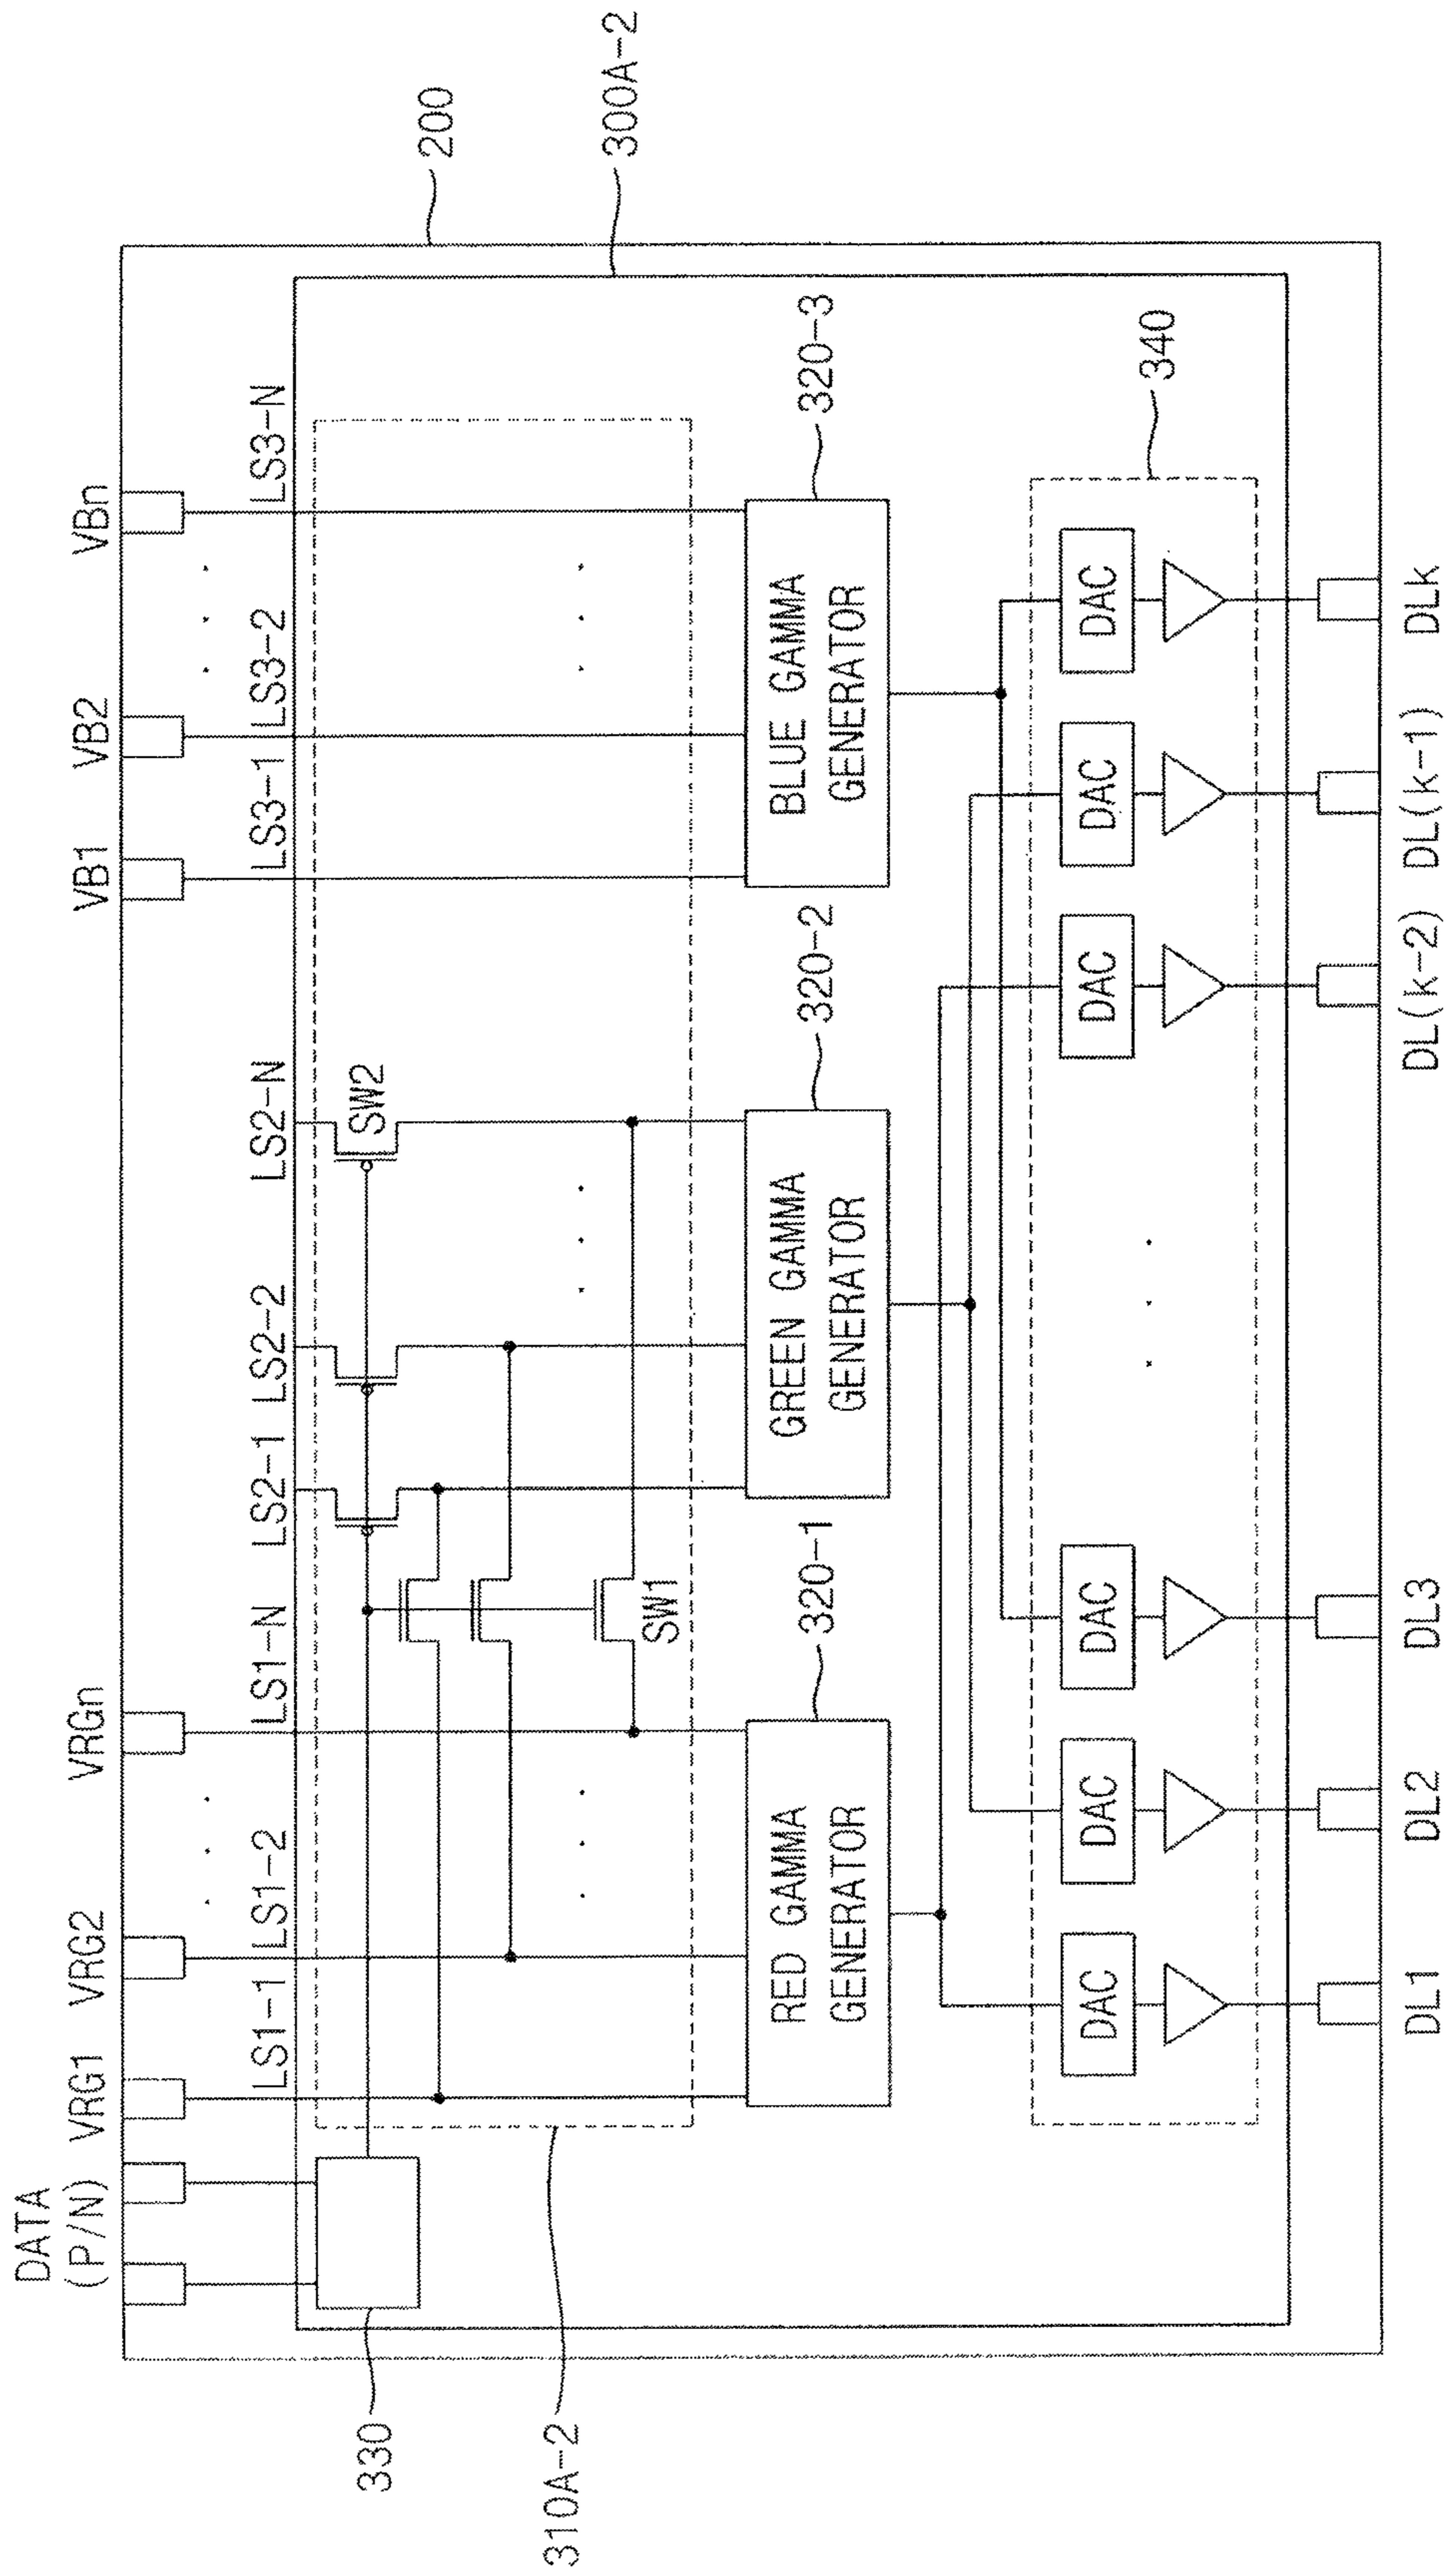 DATA
(P/N)
VRG1
VRG2
VRGn
VB1
VB2
VBn
LS1-1
LS1-2
LS1-N
LS2-1
LS2-2
LS2-N
LS3-1
LS3-2
LS3-N
200
300A-2
330
310A-2
SW2
SW1
RED GAMMA
GENERATOR
320-1
GREEN GAMMA
GENERATOR
320-2
BLUE GAMMA
GENERATOR
320-3
340
DAC
DAC
DAC
DAC
DAC
DAC
DL1
DL2
DL3
DL(k-2)
DL(k-1)
DLk